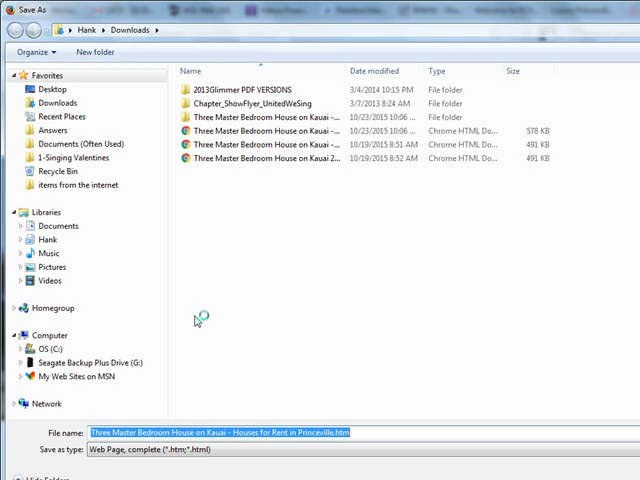 Save As
Hank Downloads
Organize New folder
Name Date modified Type Size
Favorites
Desktop
Downloads
Recent Places
Answers
Documents (Often Used)
1-Singing Valentines
Recycle Bin
items from the internet
Libraries
Documents
Hank
Music
Pictures
Videos
Homegroup
Computer
OS (C:)
Seagate Backup Plus Drive (G:)
My Web Sites on MSN
Network
2013Glimmer PDF VERSIONS 3/4/2014 10:15 PM File folder
Chapter_ShowFlyer_UnitedWeSing 3/7/2013 8:24 AM File folder
Three Master Bedroom House on Kauai -... 10/23/2015 10:06 ... File folder
Three Master Bedroom House on Kauai -... 10/23/2015 10:06 ... Chrome HTML Do... 578 KB
Three Master Bedroom House on Kauai -... 10/19/2015 8:51 AM Chrome HTML Do... 491 KB
Three Master Bedroom House on Kauai 2... 10/19/2015 8:52 AM Chrome HTML Do... 491 KB
File name: Three Master Bedroom House on Kauai - Houses for Rent in Princeville.htm
Save as type: Web Page, complete (*.htm;*.html)
Hide Folders